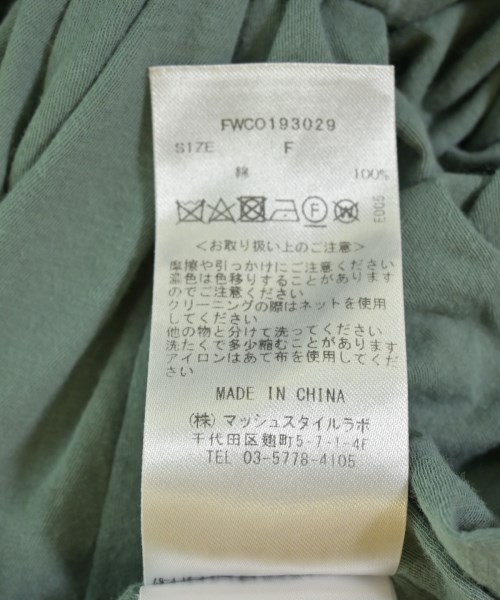 FWCO193029
SIZE F
綿 100%
F
W
E005
<お取り扱い上のご注意>
摩擦や引っかけにご注意ください
濃色は色移りすることがあります
のでご注意ください
クリーニングの際はネットを使用
してください
他の物と分けて洗ってください
洗たくで多少縮むことがあります
アイロンはあて布を使用してくだ
さい
MADE IN CHINA
(株) マッシュスタイルラボ
千代田区麹町5-7-1-4F
TEL 03-5778-4105